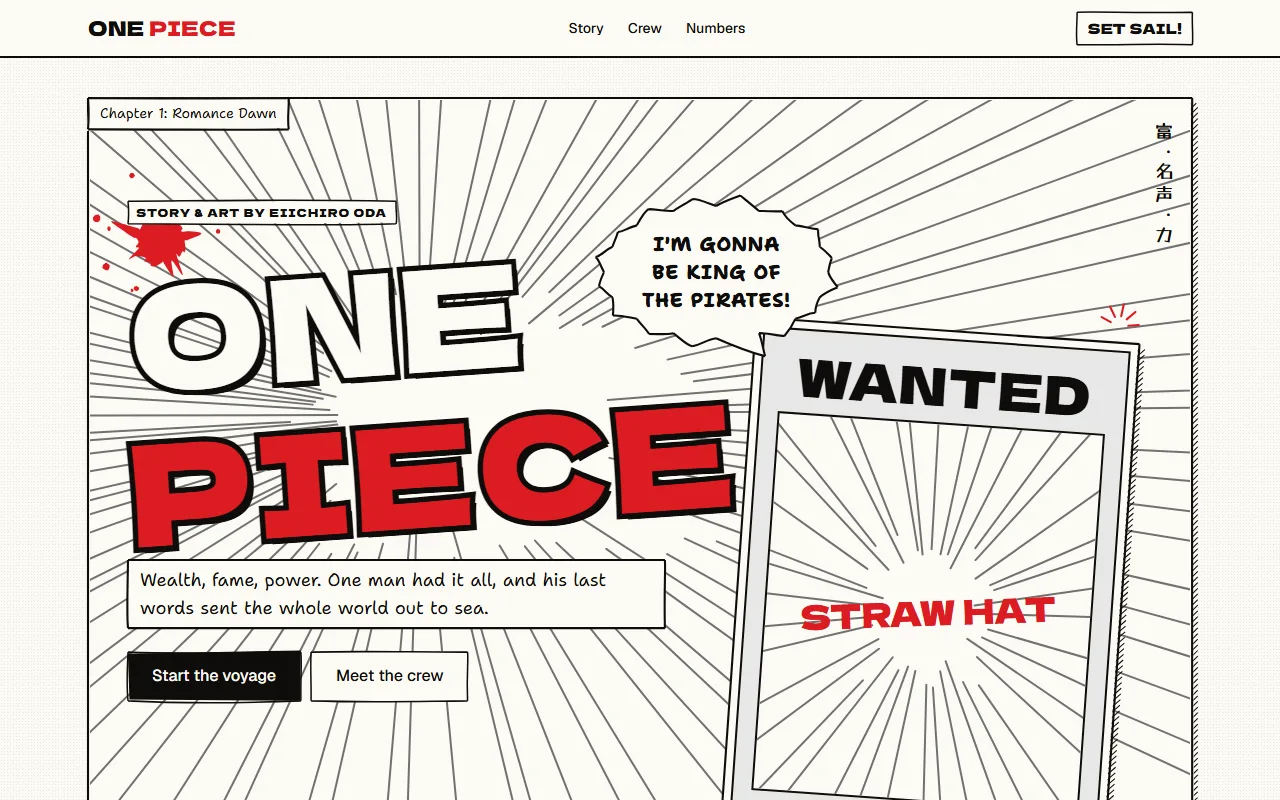 ONE PIECE
Story
Crew
Numbers
SET SAIL!
Chapter 1: Romance Dawn
富・名声・力
STORY & ART BY EIICHIRO ODA
ONE
PIECE
I'M GONNA
BE KING OF
THE PIRATES!
WANTED
STRAW HAT
Wealth, fame, power. One man had it all, and his last
words sent the whole world out to sea.
Start the voyage
Meet the crew